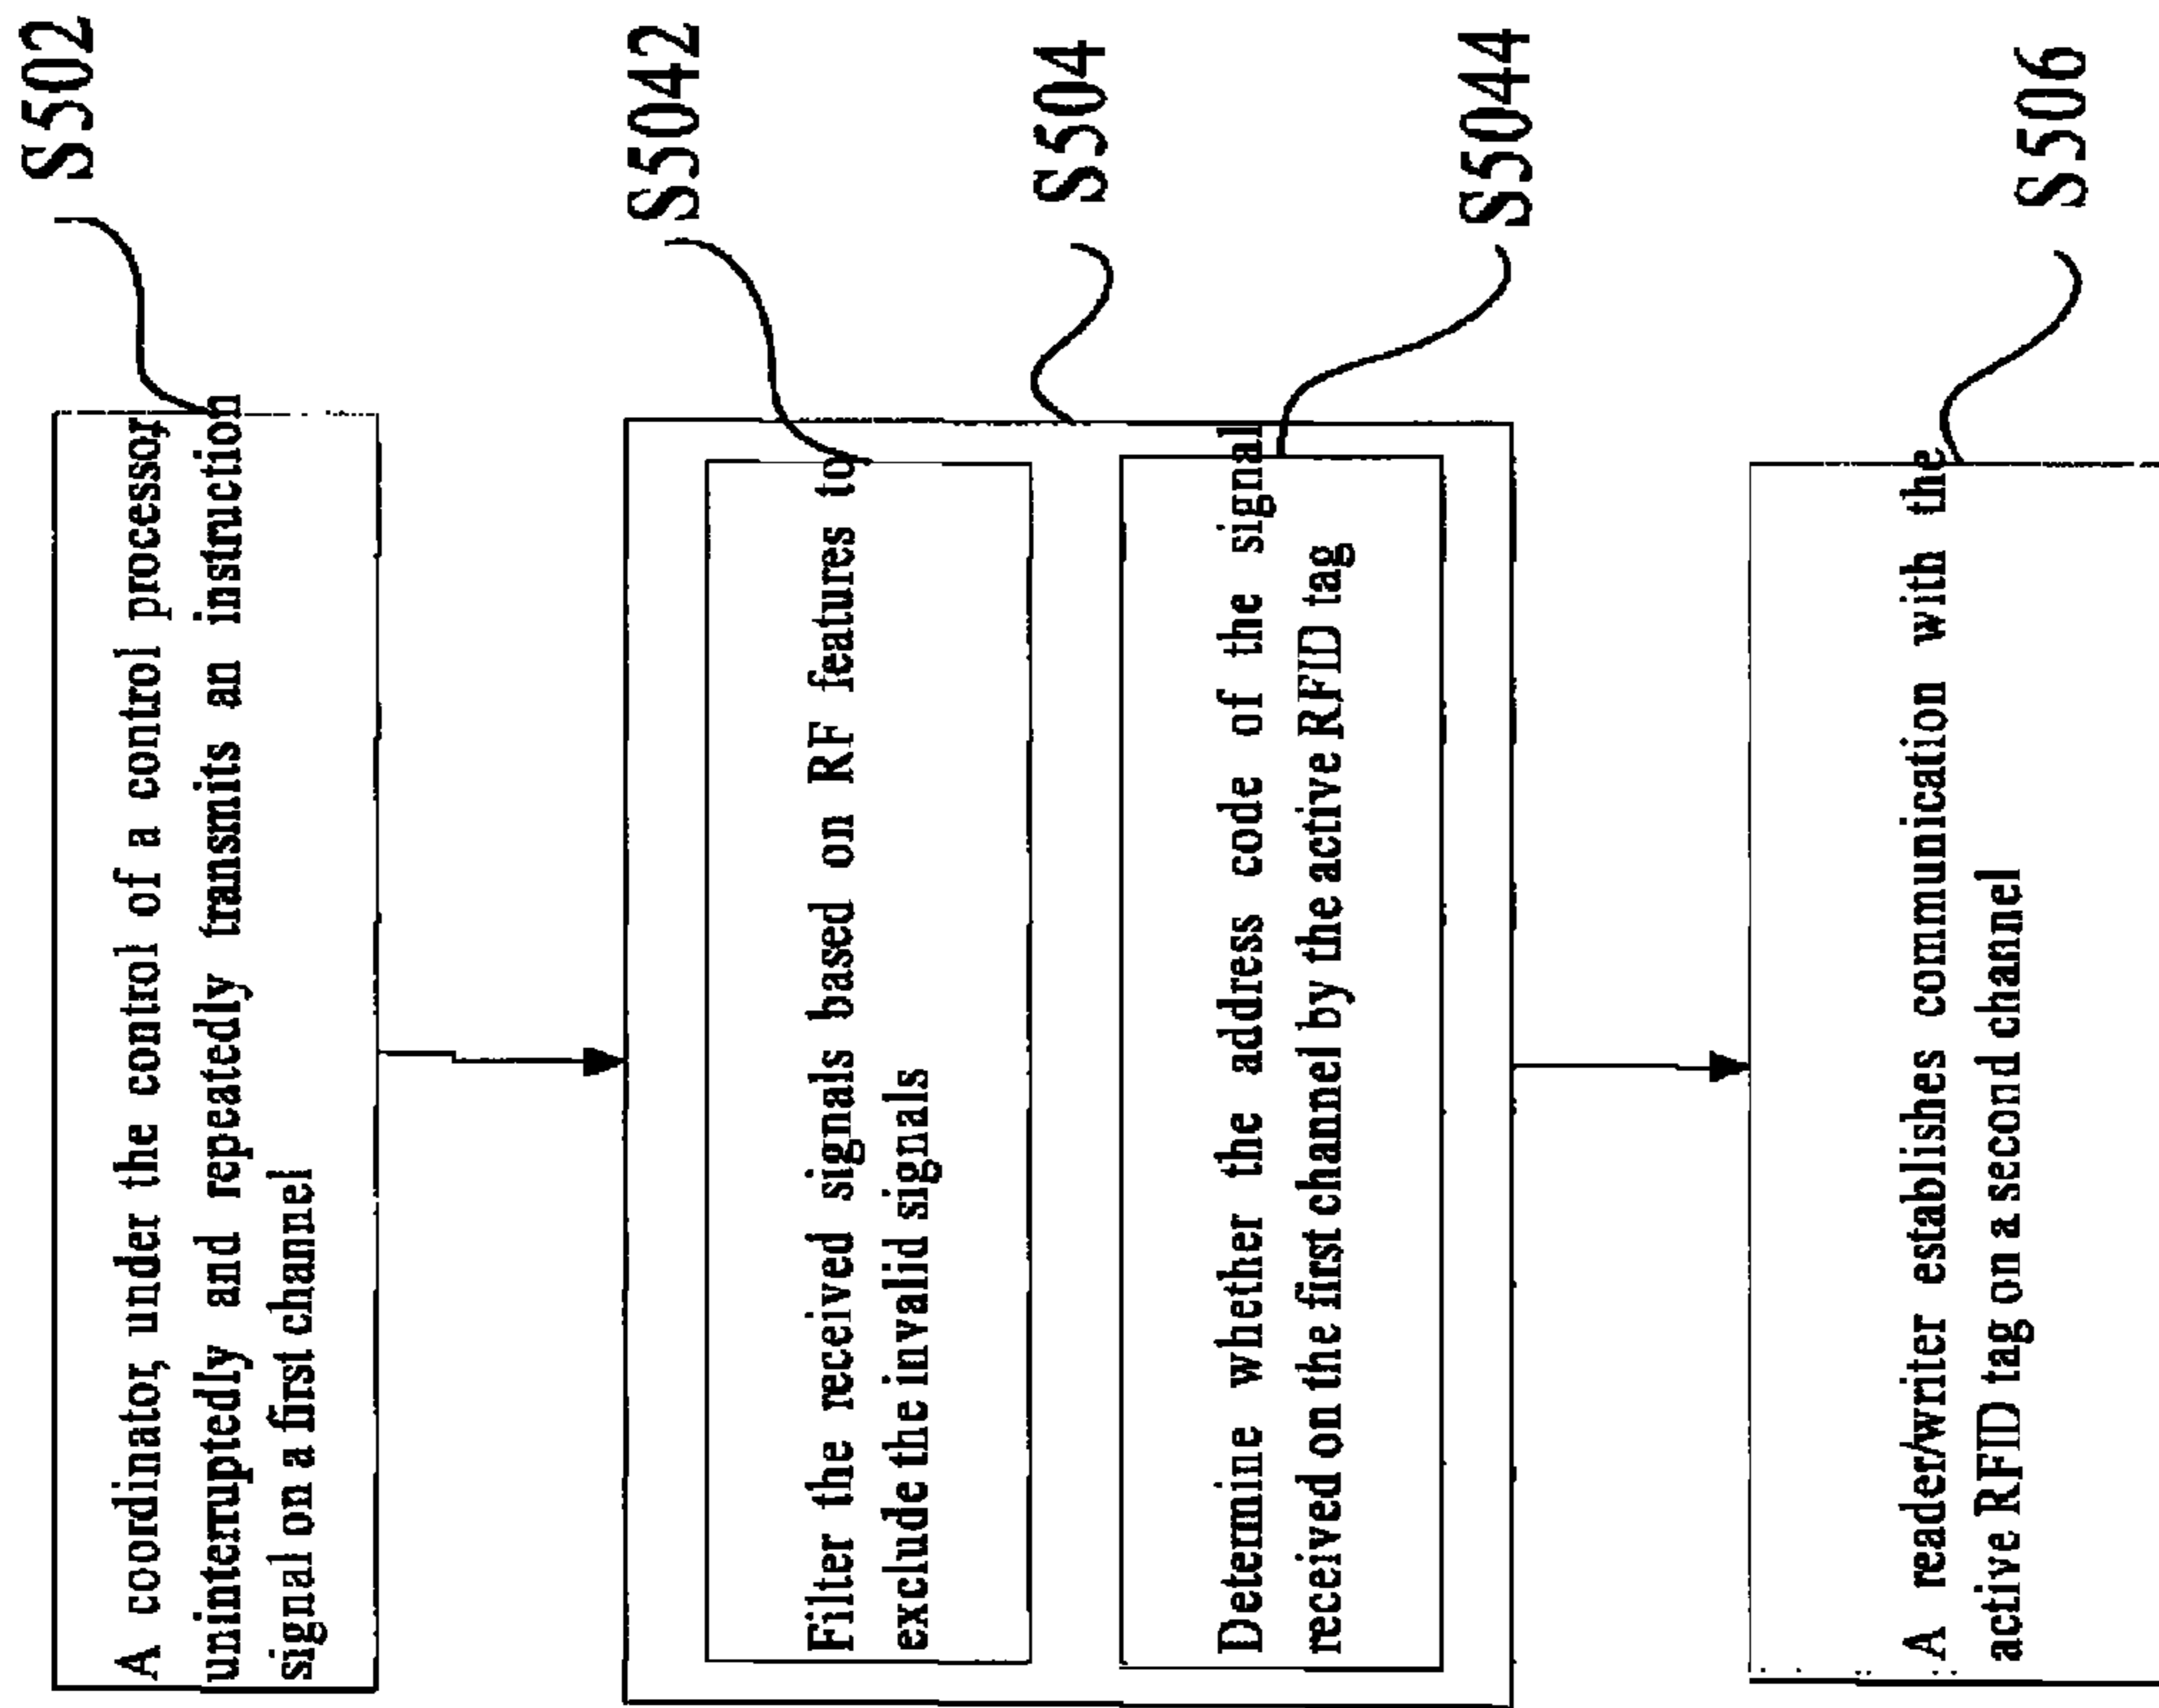 S502
A coordinator, under the control of a control processor
uninterruptedly and repeatedly transmits an instruction
signal on a first channel
S5042
Filter the received signals based on RF features to
exclude the invalid signals
S504
S5044
Determine whether the address code of the signal
received on the first channel by the active RFID tag
S506
A reader/writer establishes communication with the
active RFID tag on a second channel